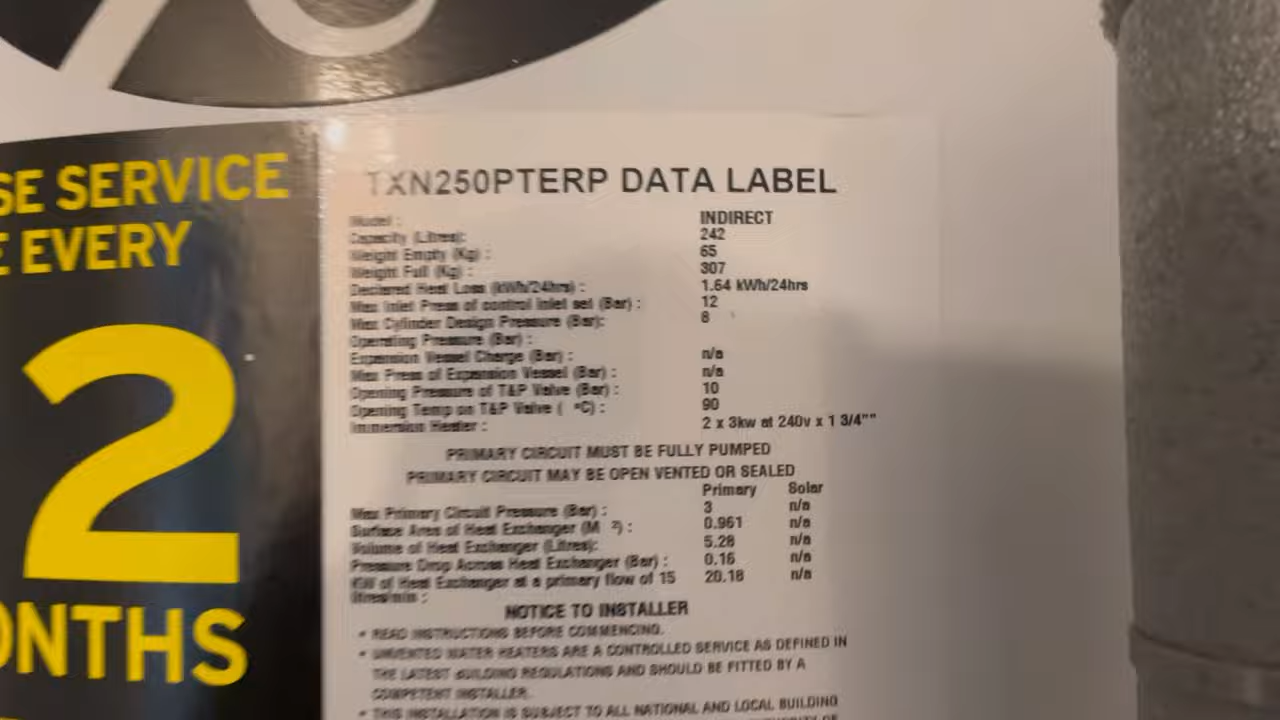 SE SERVICE
E EVERY
2
ONTHS
TXN250PTERP DATA LABEL
Model : INDIRECT
Capacity (Litres): 242
Weight Empty (Kg) : 65
Weight Full (Kg) : 307
Declared Heat Loss (kWh/24hrs) : 1.64 kWh/24hrs
Max Inlet Press of control inlet set (Bar) : 12
Max Cylinder Design Pressure (Bar): 8
Operating Pressure (Bar) :
Expansion Vessel Charge (Bar) : n/a
Max Press of Expansion Vessel (Bar) : n/a
Opening Pressure of T&P Valve (Bar) : 10
Opening Temp on T&P Valve ( °C) : 90
Immersion Heater : 2 x 3kw at 240v x 1 3/4""
PRIMARY CIRCUIT MUST BE FULLY PUMPED
PRIMARY CIRCUIT MAY BE OPEN VENTED OR SEALED
Primary Solar
Max Primary Circuit Pressure (Bar) : 3 n/a
Surface Area of Heat Exchanger (M ²) : 0.961 n/a
Volume of Heat Exchanger (Litres): 5.28 n/a
Pressure Drop Across Heat Exchanger (Bar) : 0.16 n/a
KW of Heat Exchanger at a primary flow of 15 20.18 n/a
litres/min :
NOTICE TO INSTALLER
• READ INSTRUCTIONS BEFORE COMMENCING.
• UNVENTED WATER HEATERS ARE A CONTROLLED SERVICE AS DEFINED IN
THE LATEST BUILDING REGULATIONS AND SHOULD BE FITTED BY A
COMPETENT INSTALLER.
• THIS INSTALLATION IS SUBJECT TO ALL NATIONAL AND LOCAL BUILDING